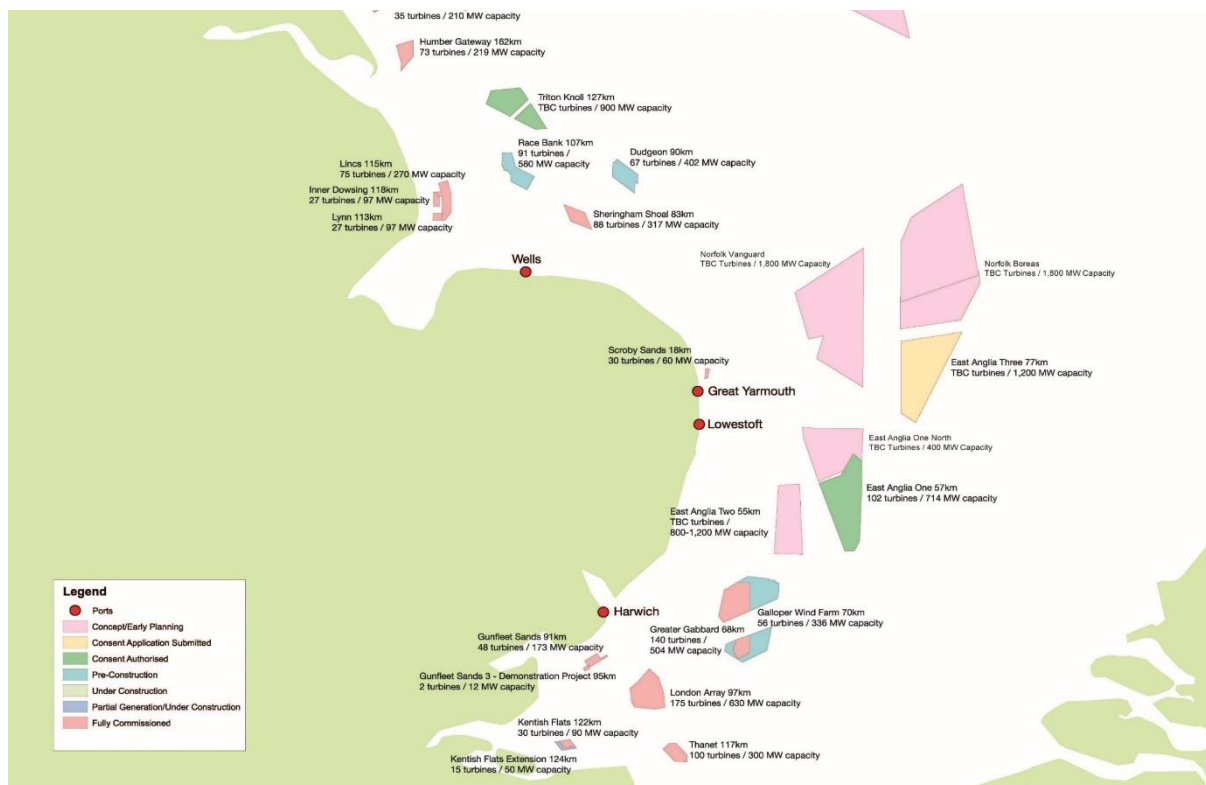 35 turbines / 210 MW capacity
Humber Gateway 162km
73 turbines / 219 MW capacity
Triton Knoll 127km
TBC turbines / 900 MW capacity
Race Bank 107km
91 turbines /
580 MW capacity
Dudgeon 90km
67 turbines / 402 MW capacity
Lincs 115km
75 turbines / 270 MW capacity
Inner Dowsing 118km
27 turbines / 97 MW capacity
Lynn 113km
27 turbines / 97 MW capacity
Sheringham Shoal 83km
88 turbines / 317 MW capacity
Wells
Norfolk Vanguard
TBC Turbines / 1,800 MW Capacity
Norfolk Boreas
TBC Turbines / 1,800 MW Capacity
Scroby Sands 18km
30 turbines / 60 MW capacity
East Anglia Three 77km
TBC turbines / 1,200 MW capacity
Great Yarmouth
Lowestoft
East Anglia One North
TBC Turbines / 400 MW Capacity
East Anglia One 57km
102 turbines / 714 MW capacity
East Anglia Two 55km
TBC turbines /
800-1,200 MW capacity
Harwich
Galloper Wind Farm 70km
56 turbines / 336 MW capacity
Greater Gabbard 68km
140 turbines /
504 MW capacity
Gunfleet Sands 91km
48 turbines / 173 MW capacity
Gunfleet Sands 3 - Demonstration Project 95km
2 turbines / 12 MW capacity
London Array 97km
175 turbines / 630 MW capacity
Kentish Flats 122km
30 turbines / 90 MW capacity
Kentish Flats Extension 124km
15 turbines / 50 MW capacity
Thanet 117km
100 turbines / 300 MW capacity
Legend
Ports
Concept/Early Planning
Consent Application Submitted
Consent Authorised
Pre-Construction
Under Construction
Partial Generation/Under Construction
Fully Commissioned